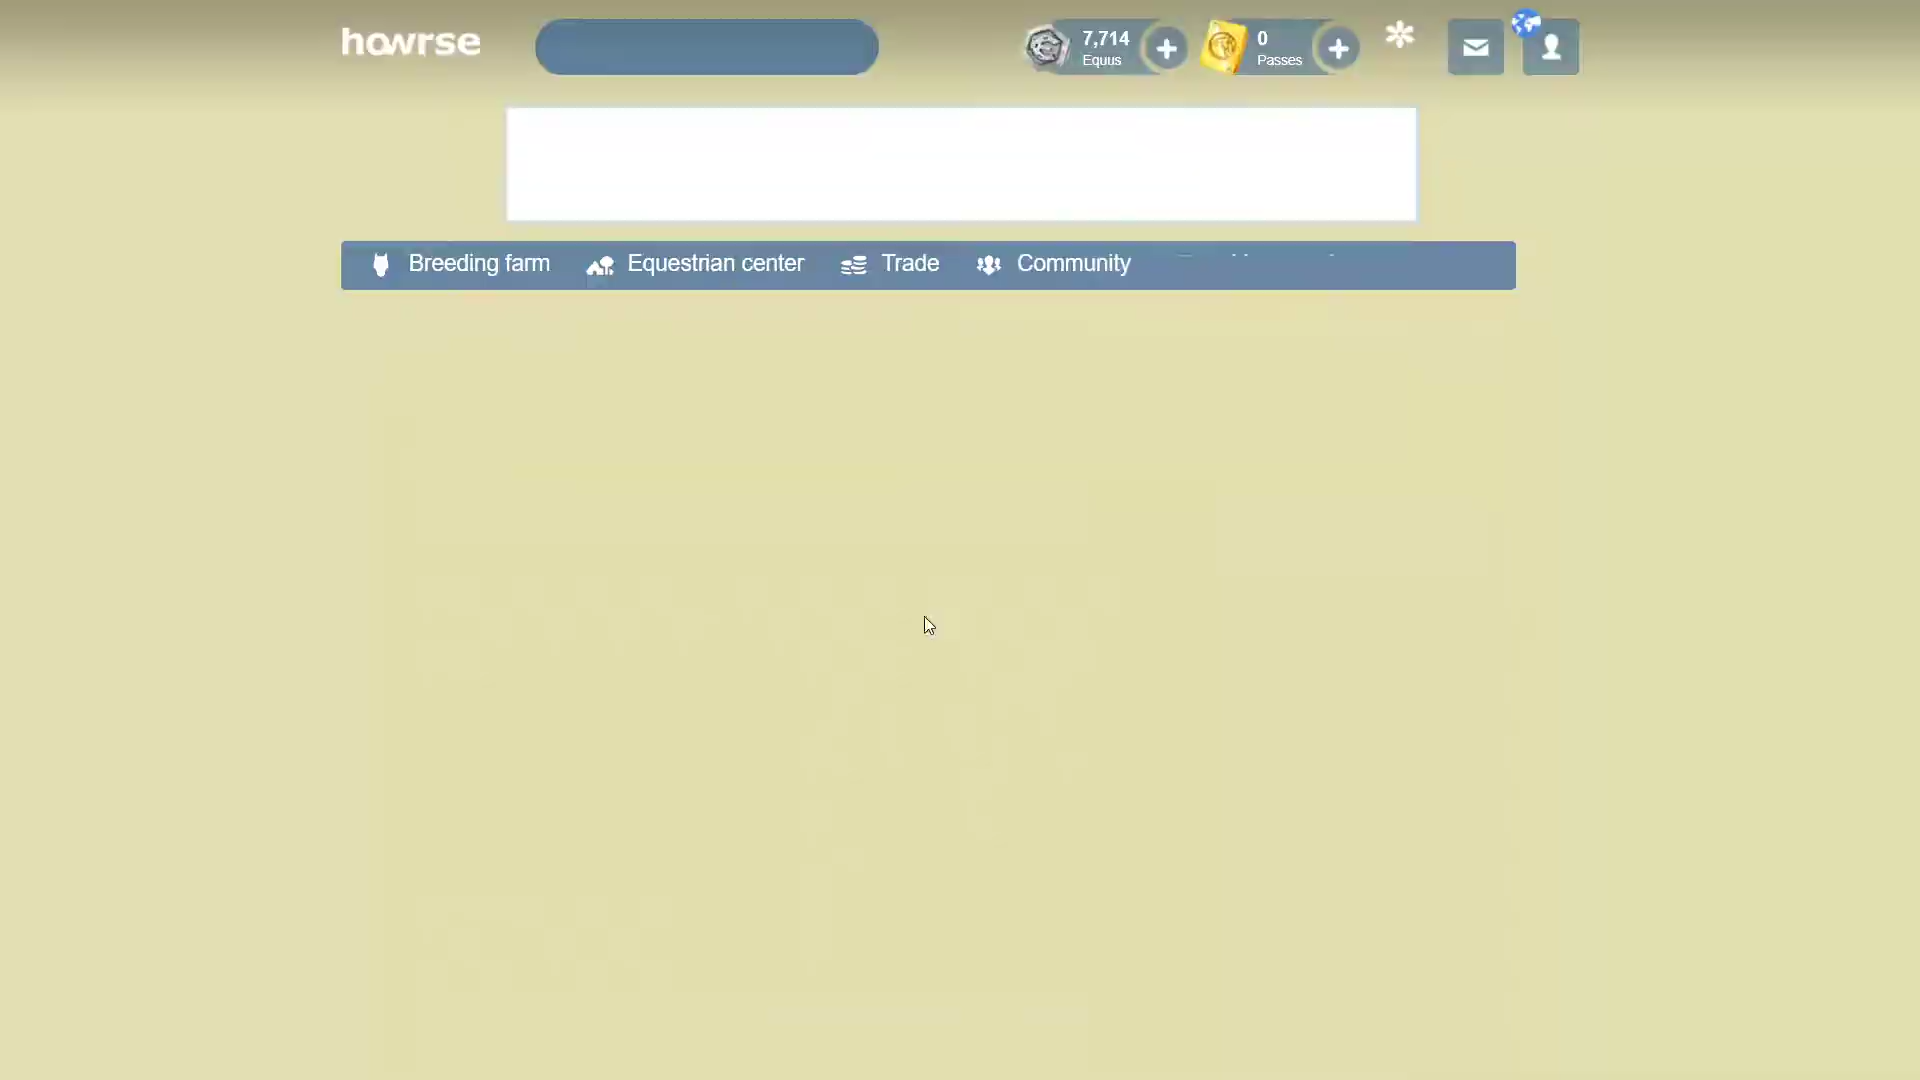 howrse
7,714
Equus
0
Passes
Breeding farm
Equestrian center
Trade
Community